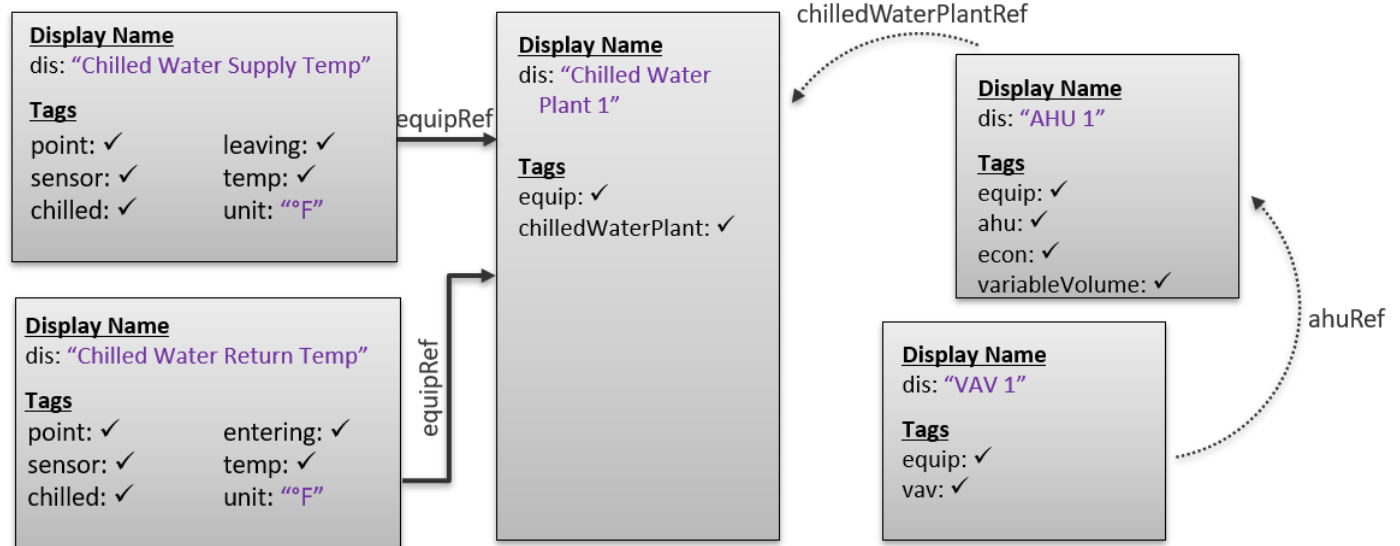 Display Name
dis: “Chilled Water Supply Temp”
Tags
point: ✓ leaving: ✓
sensor: ✓ temp: ✓
chilled: ✓ unit: “°F”
equipRef
Display Name
dis: “Chilled Water Return Temp”
Tags
point: ✓ entering: ✓
sensor: ✓ temp: ✓
chilled: ✓ unit: “°F”
equipRef
Display Name
dis: “Chilled Water
Plant 1”
Tags
equip: ✓
chilledWaterPlant: ✓
chilledWaterPlantRef
Display Name
dis: “AHU 1”
Tags
equip: ✓
ahu: ✓
econ: ✓
variableVolume: ✓
ahuRef
Display Name
dis: “VAV 1”
Tags
equip: ✓
vav: ✓